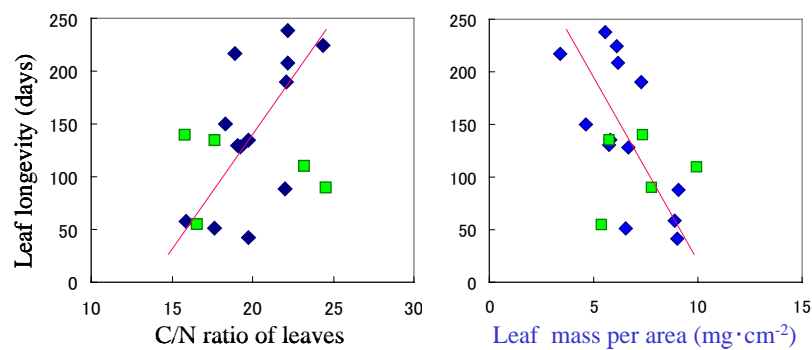 Leaf longevity (days)
250
200
150
100
50
0
10 15 20 25 30
C/N ratio of leaves
250
200
150
100
50
0
0 5 10 15
Leaf mass per area (mg·cm-2)